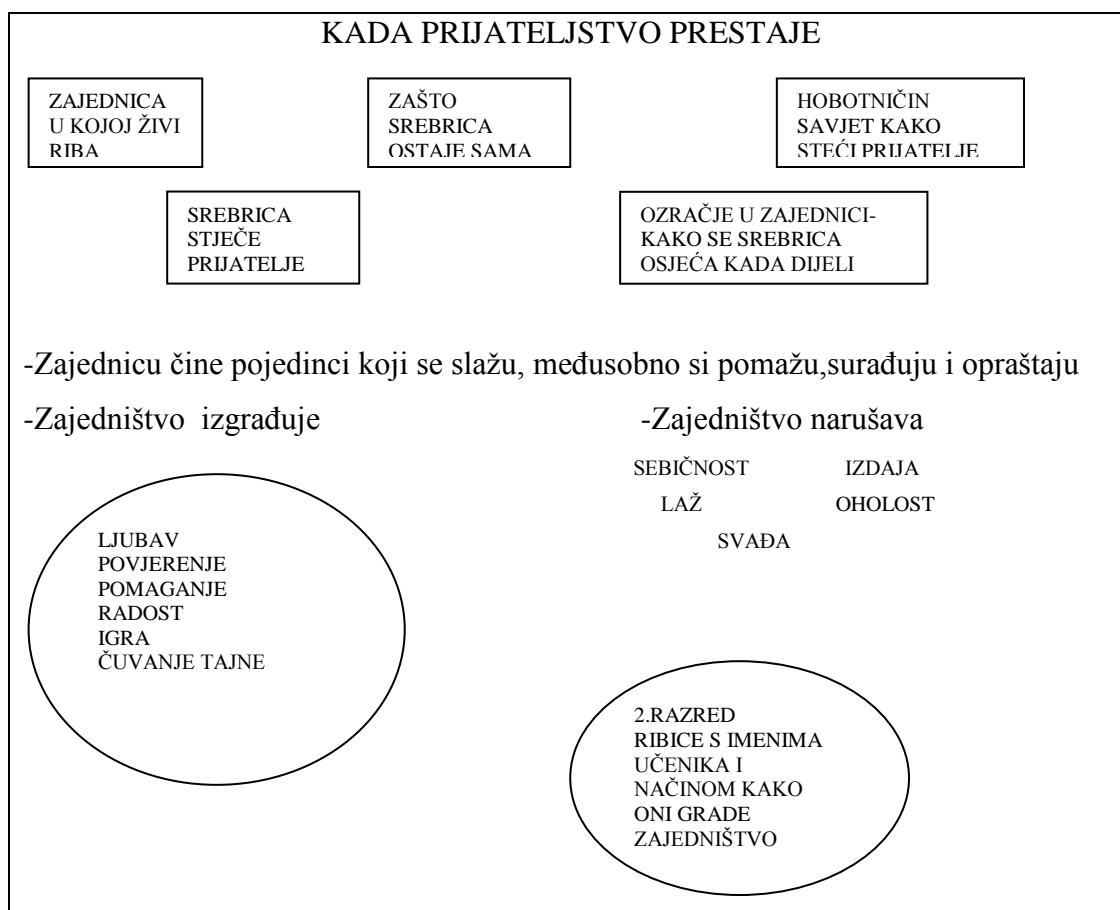 KADA PRIJATELJSTVO PRESTAJE
ZAJEDNICA
U KOJOJ ŽIVI
RIBA
ZAŠTO
SREBRICA
OSTAJE SAMA
HOBOTNIČIN
SAVJET KAKO
STEĆI PRIJATELJE
SREBRICA
STJEČE
PRIJATELJE
OZRAČJE U ZAJEDNICI-
KAKO SE SREBRICA
OSJEĆA KADA DIJELI
-Zajednicu čine pojedinci koji se slažu, međusobno si pomažu,surađuju i opraštaju
-Zajedništvo izgrađuje
-Zajedništvo narušava
SEBIČNOST IZDAJA
LAŽ OHOLOST
SVAĐA
LJUBAV
POVJERENJE
POMAGANJE
RADOST
IGRA
ČUVANJE TAJNE
2.RAZRED
RIBICE S IMENIMA
UČENIKA I
NAČINOM KAKO
ONI GRADE
ZAJEDNIŠTVO